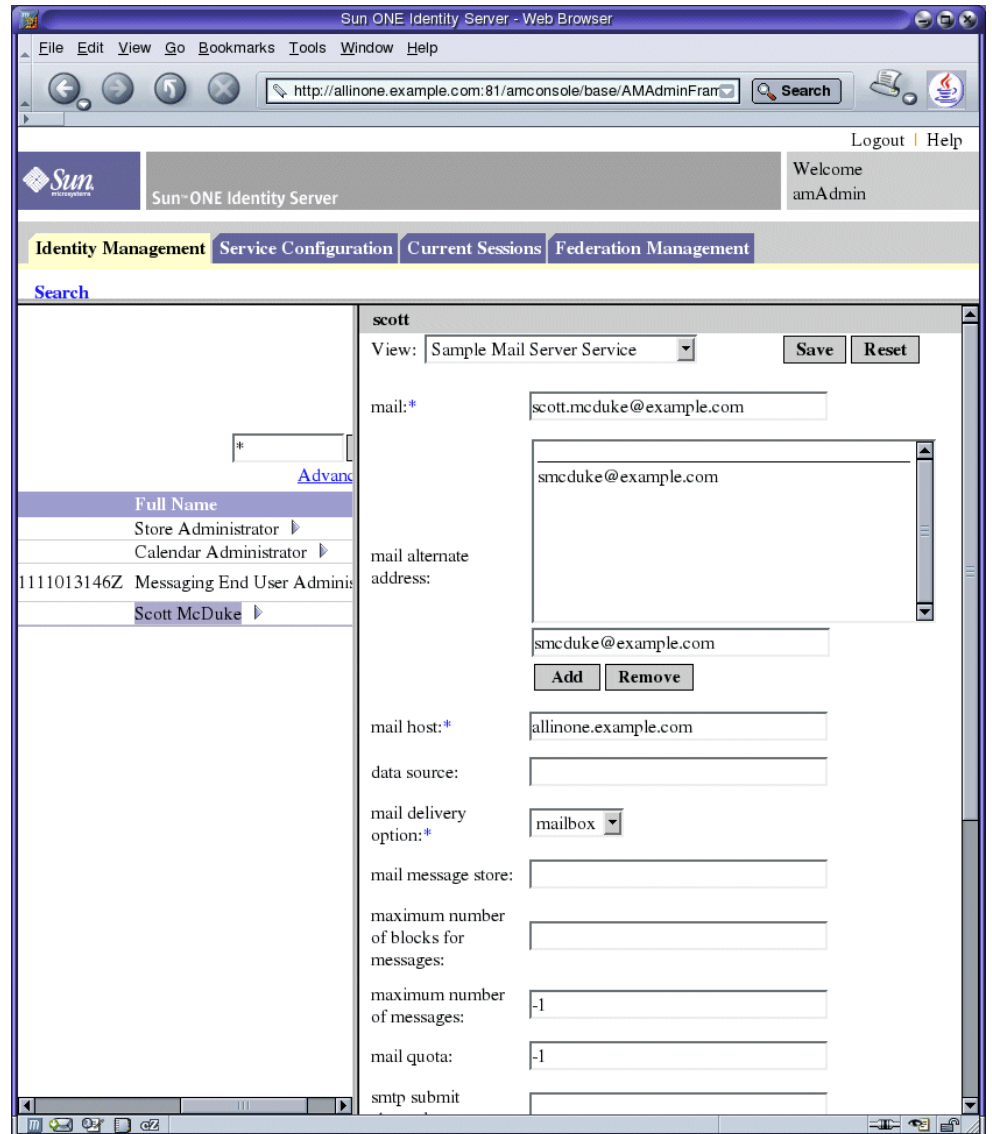 Sun ONE Identity Server - Web Browser
File Edit View Go Bookmarks Tools Window Help
http://allinone.example.com:81/amconsole/base/AMAdminFram
Search
Logout | Help
Sun
microsystems
Sun™ ONE Identity Server
Welcome
amAdmin
Identity Management Service Configuration Current Sessions Federation Management
Search
*
Advanc
Full Name
Store Administrator
Calendar Administrator
1111013146Z Messaging End User Adminis
Scott McDuke
scott
View: Sample Mail Server Service Save Reset
mail:* scott.mcduke@example.com
smcduke@example.com
mail alternate
address:
smcduke@example.com
Add Remove
mail host:* allinone.example.com
data source:
mail delivery
option:* mailbox
mail message store:
maximum number
of blocks for
messages:
maximum number
of messages: -1
mail quota: -1
smtp submit